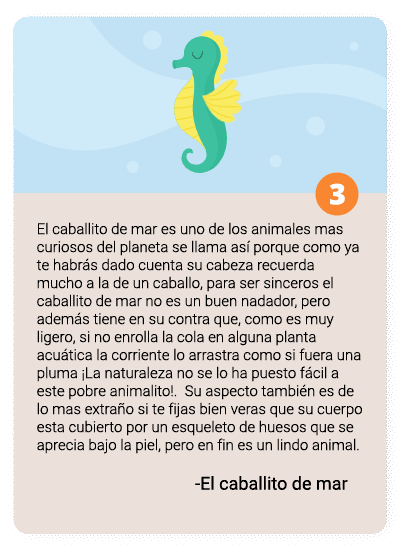 3
El caballito de mar es uno de los animales mas
curiosos del planeta se llama así porque como ya
te habrás dado cuenta su cabeza recuerda
mucho a la de un caballo, para ser sinceros el
caballito de mar no es un buen nadador, pero
además tiene en su contra que, como es muy
ligero, si no enrolla la cola en alguna planta
acuática la corriente lo arrastra como si fuera una
pluma ¡La naturaleza no se lo ha puesto fácil a
este pobre animalito!.  Su aspecto también es de
lo mas extraño si te fijas bien veras que su cuerpo
esta cubierto por un esqueleto de huesos que se
aprecia bajo la piel, pero en fin es un lindo animal.
-El caballito de mar